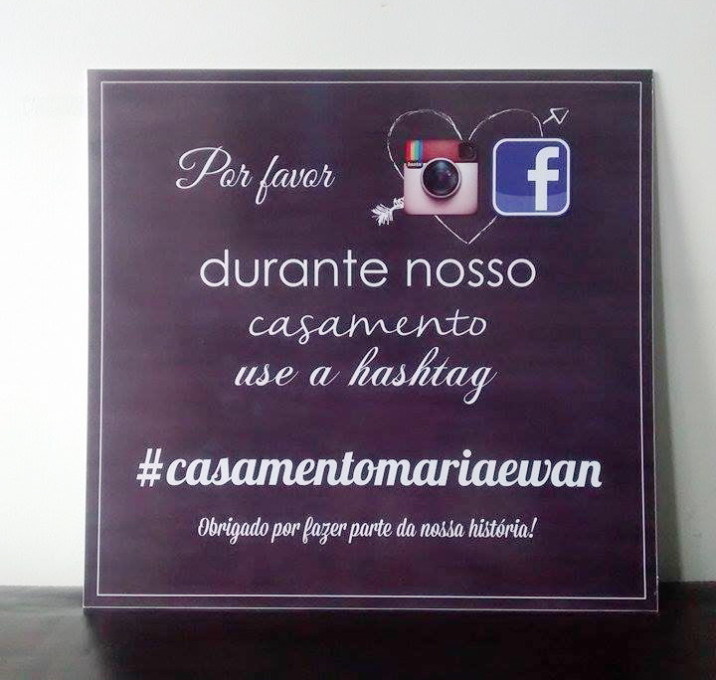 Por favor
durante nosso
casamento
use a hashtag
#casamentomariaewan
Obrigado por fazer parte da nossa história!